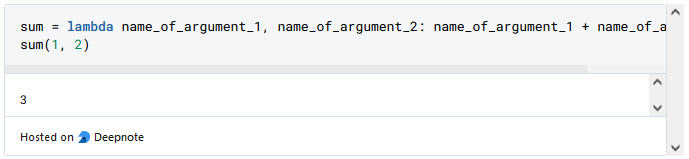 sum = lambda name_of_argument_1, name_of_argument_2: name_of_argument_1 + name_of_a
sum(1, 2)
3
Hosted on Deepnote